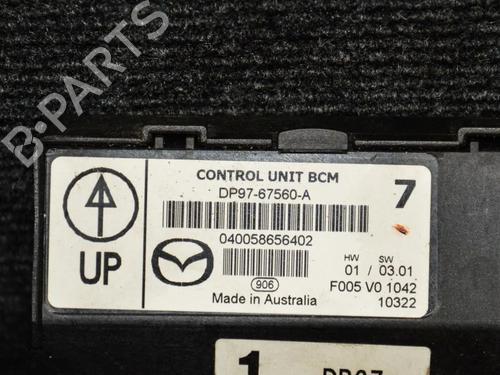 B-PARTS
CONTROL UNIT BCM
DP97-67560-A
7
040058656402
UP
HW SW
01 / 03.01
906
F005 V0 1042
Made in Australia
10322
1